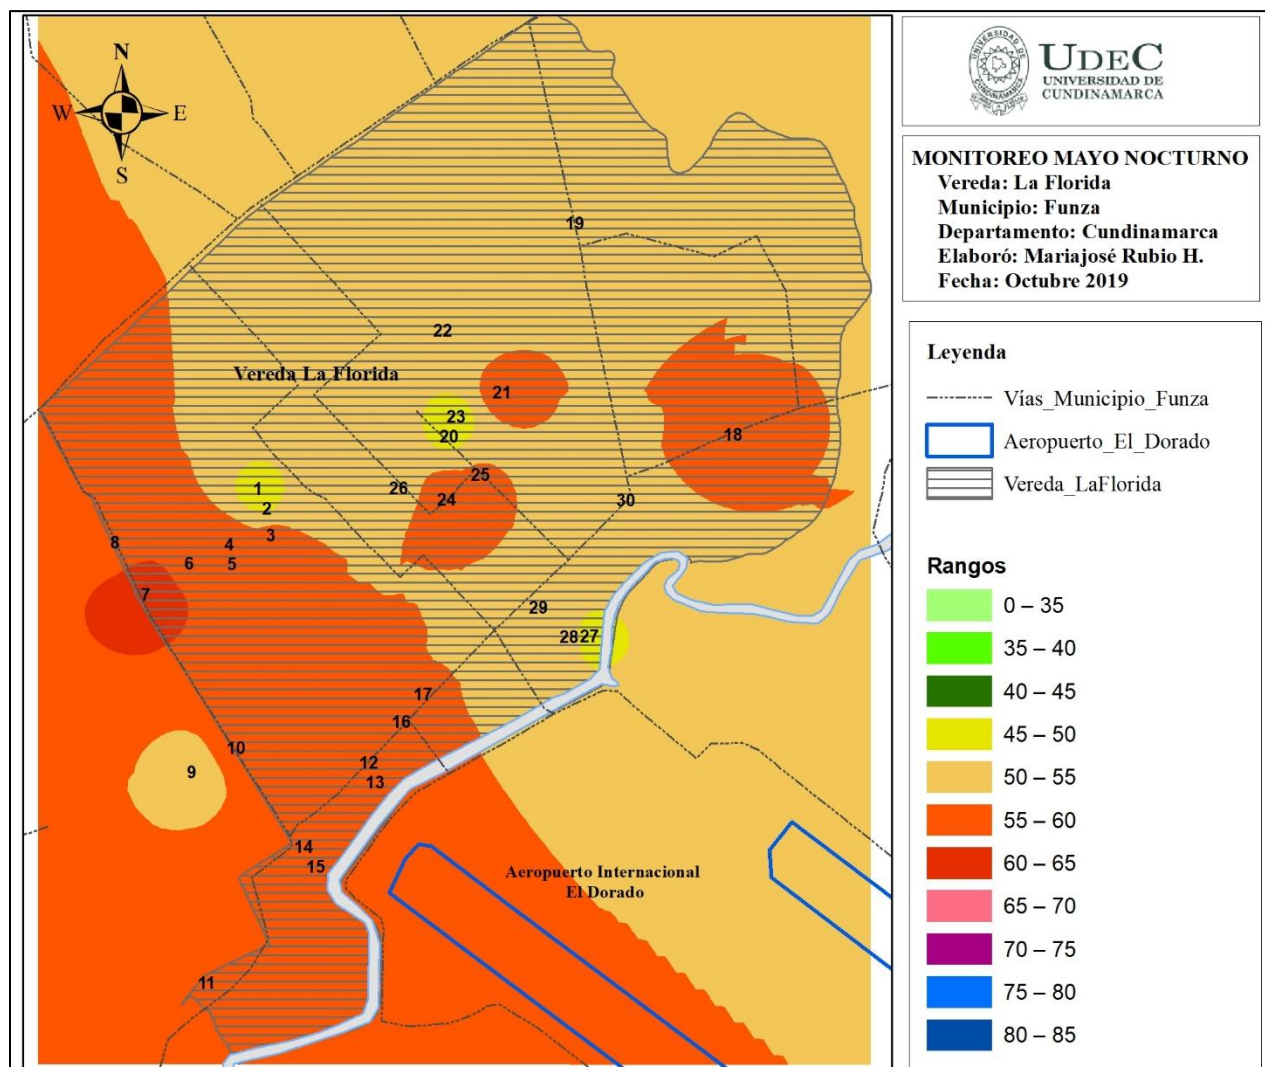 N
W
E
S
19
22
Vereda La Florida
21
23
20
18
25
1
26
24
30
2
3
8
4
6
5
7
29
28
27
17
16
10
12
9
13
14
15
Aeropuerto Internacional
El Dorado
11
UDEC
UNIVERSIDAD DE
CUNDINAMARCA
MONITOREO MAYO NOCTURNO
Vereda: La Florida
Municipio: Funza
Departamento: Cundinamarca
Elaboró: Mariajosé Rubio H.
Fecha: Octubre 2019
Leyenda
Vías_Municipio_Funza
Aeropuerto_El_Dorado
Vereda_LaFlorida
Rangos
0 – 35
35 – 40
40 – 45
45 – 50
50 – 55
55 – 60
60 – 65
65 – 70
70 – 75
75 – 80
80 – 85